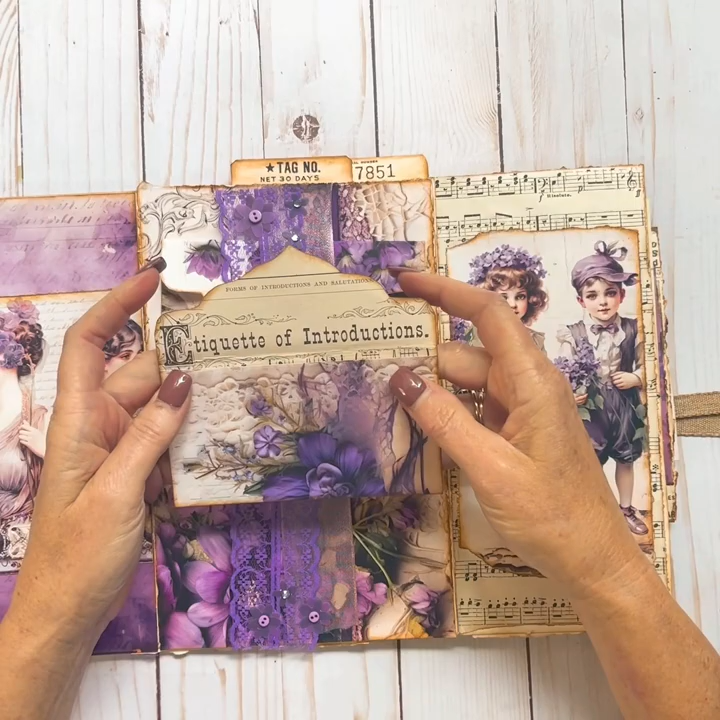 ★TAG NO.
NET 30 DAYS
7851
FORMS OF INTRODUCTIONS AND SALUTATIONS
Etiquette of Introductions.